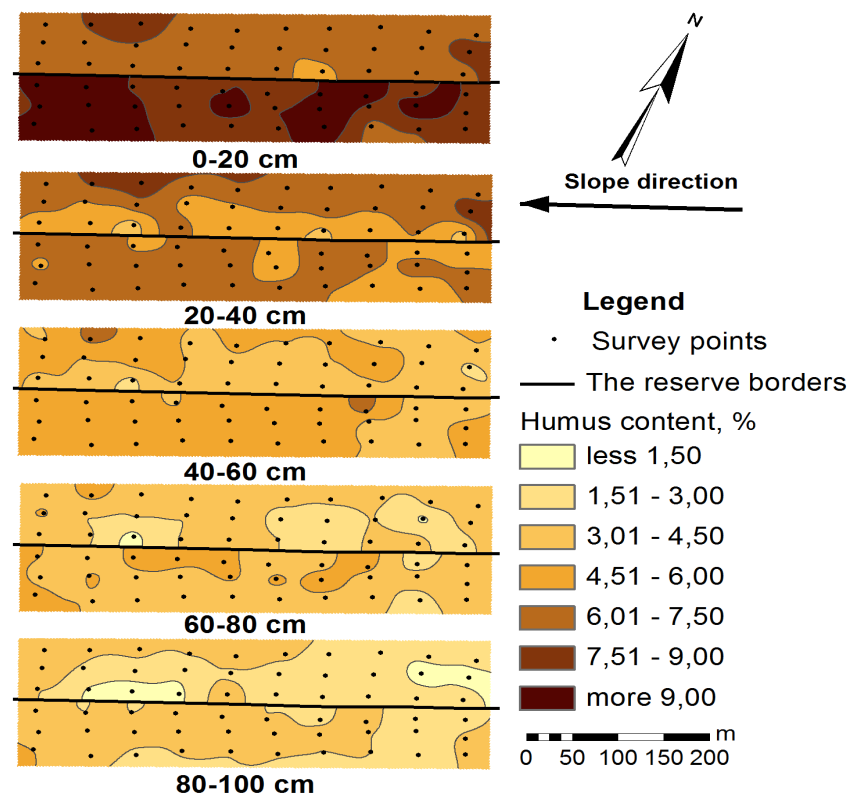 N
0-20 cm
Slope direction
20-40 cm
40-60 cm
60-80 cm
80-100 cm
Legend
Survey points
The reserve borders
Humus content, %
less 1,50
1,51 - 3,00
3,01 - 4,50
4,51 - 6,00
6,01 - 7,50
7,51 - 9,00
more 9,00
m
0 50 100 150 200